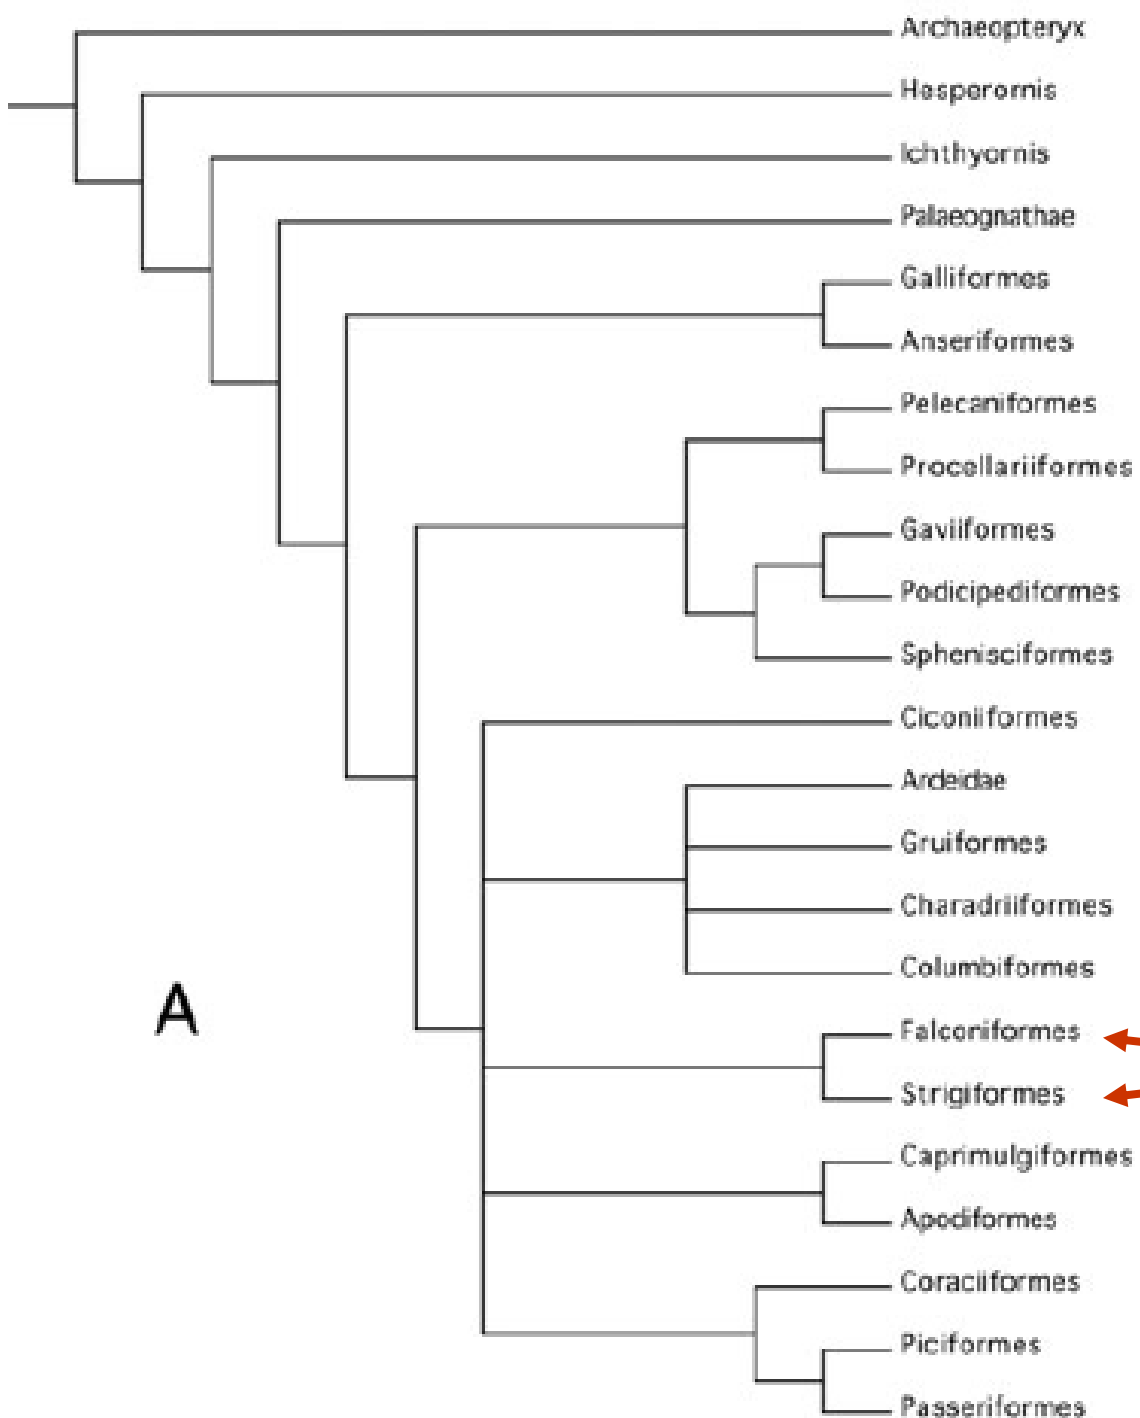 Archaeopteryx
Hesperornis
Ichthyornis
Palaeognathae
Galliformes
Anseriformes
Pelecaniformes
Procellariiformes
Gaviiformes
Podicipediformes
Sphenisciformes
Ciconiiformes
Ardeidae
Gruiformes
Charadriiformes
Columbiformes
A
Falconiformes
Strigiformes
Caprimulgiformes
Apodiformes
Coraciiformes
Piciformes
Passeriformes